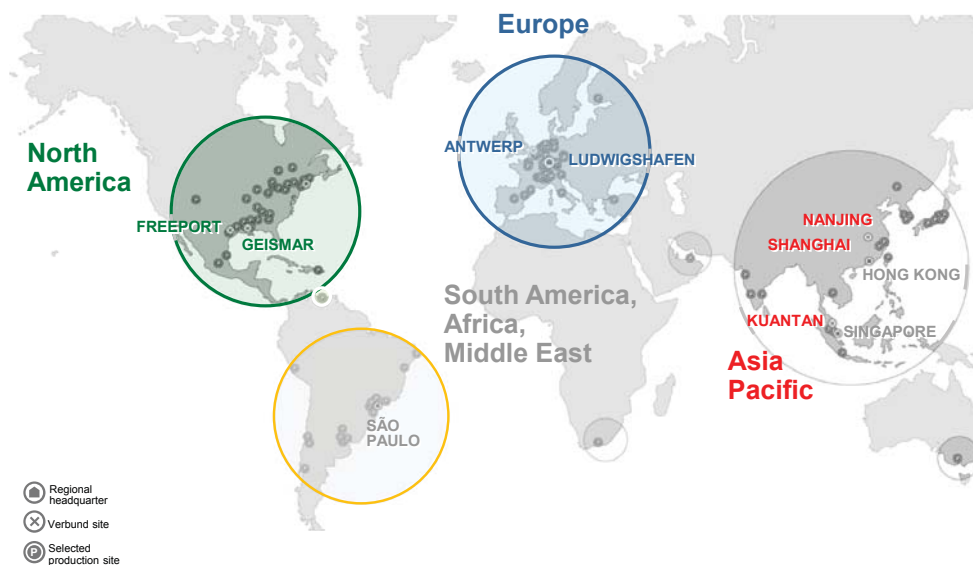 Europe
North
America
ANTWERP
LUDWIGSHAFEN
FREEPORT
GEISMAR
NANJING
SHANGHAI
HONG KONG
South America,
Africa,
Middle East
KUANTAN
SINGAPORE
Asia
Pacific
SÃO
PAULO
Regional
headquarter
Verbund site
P Selected
production site